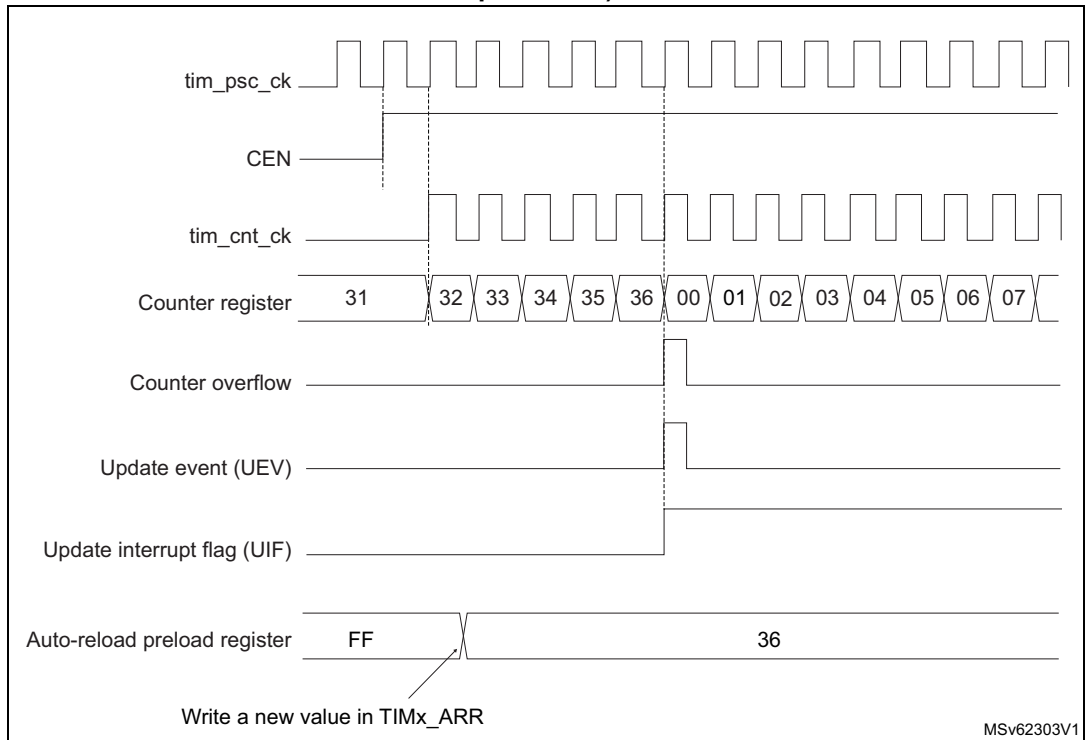 tim_psc_ck
CEN
tim_cnt_ck
Counter register 31 32 33 34 35 36 00 01 02 03 04 05 06 07
Counter overflow
Update event (UEV)
Update interrupt flag (UIF)
Auto-reload preload register FF 36
Write a new value in TIMx_ARR
MSv62303V1